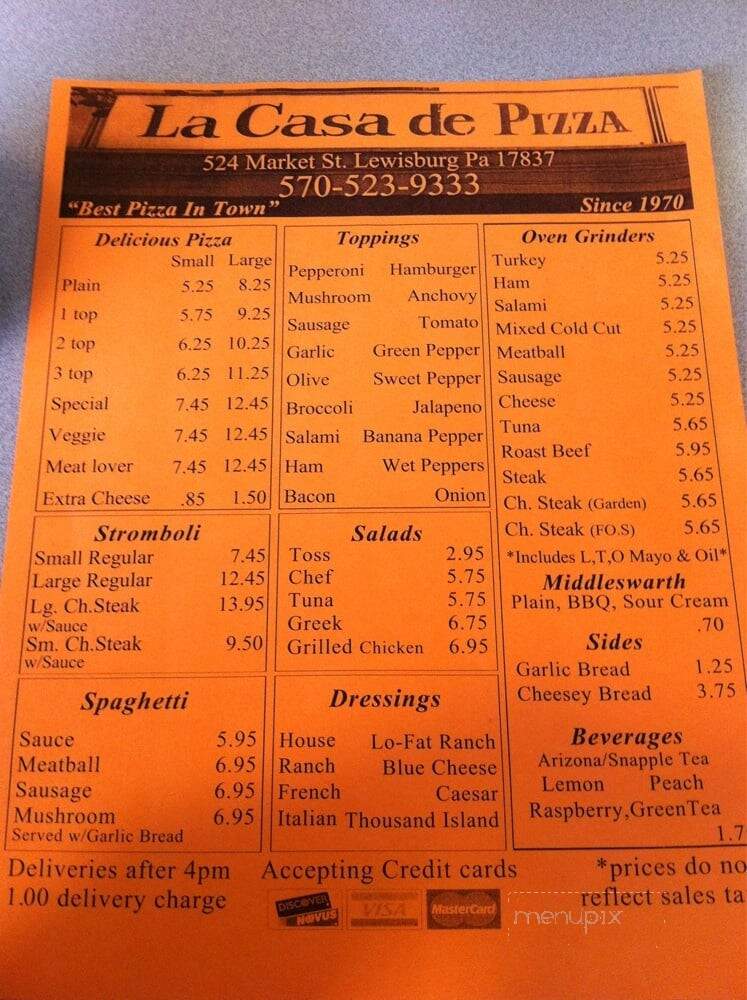 La Casa de Pizza
524 Market St. Lewisburg Pa 17837
570-523-9333
"Best Pizza In Town" Since 1970
Delicious Pizza
Small Large
Plain 5.25 8.25
1 top 5.75 9.25
2 top 6.25 10.25
3 top 6.25 11.25
Special 7.45 12.45
Veggie 7.45 12.45
Meat lover 7.45 12.45
Extra Cheese .85 1.50
Toppings
Pepperoni Hamburger
Mushroom Anchovy
Sausage Tomato
Garlic Green Pepper
Olive Sweet Pepper
Broccoli Jalapeno
Salami Banana Pepper
Ham Wet Peppers
Bacon Onion
Oven Grinders
Turkey 5.25
Ham 5.25
Salami 5.25
Mixed Cold Cut 5.25
Meatball 5.25
Sausage 5.25
Cheese 5.25
Tuna 5.65
Roast Beef 5.95
Steak 5.65
Ch. Steak (Garden) 5.65
Ch. Steak (FO.S) 5.65
*Includes L,T,O Mayo & Oil*
Middleswarth
Plain, BBQ, Sour Cream
.70
Sides
Garlic Bread 1.25
Cheesey Bread 3.75
Beverages
Arizona/Snapple Tea
Lemon Peach
Raspberry,GreenTea
1.7
Stromboli
Small Regular 7.45
Large Regular 12.45
Lg. Ch.Steak 13.95
w/Sauce
Sm. Ch.Steak 9.50
w/Sauce
Salads
Toss 2.95
Chef 5.75
Tuna 5.75
Greek 6.75
Grilled Chicken 6.95
Spaghetti
Sauce 5.95
Meatball 6.95
Sausage 6.95
Mushroom 6.95
Served w/Garlic Bread
Dressings
House Lo-Fat Ranch
Ranch Blue Cheese
French Caesar
Italian Thousand Island
Deliveries after 4pm Accepting Credit cards *prices do no
1.00 delivery charge reflect sales ta
DISCOVER
NOVUS
VISA
MasterCard
menupix